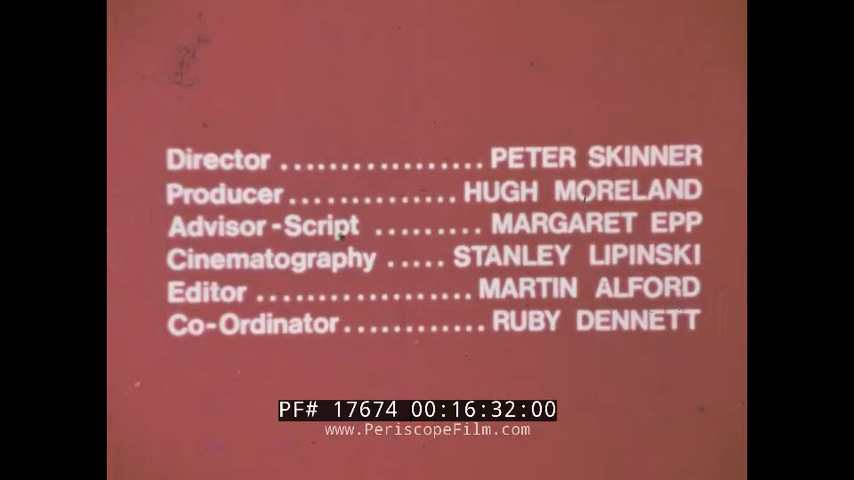 Director ................. PETER SKINNER
Producer.............. HUGH MORELAND
Advisor-Script ......... MARGARET EPP
Cinematography ..... STANLEY LIPINSKI
Editor .................. MARTIN ALFORD
Co-Ordinator............ RUBY DENNETT
PF# 17674 00:16:32:00
www.PeriscopeFilm.com